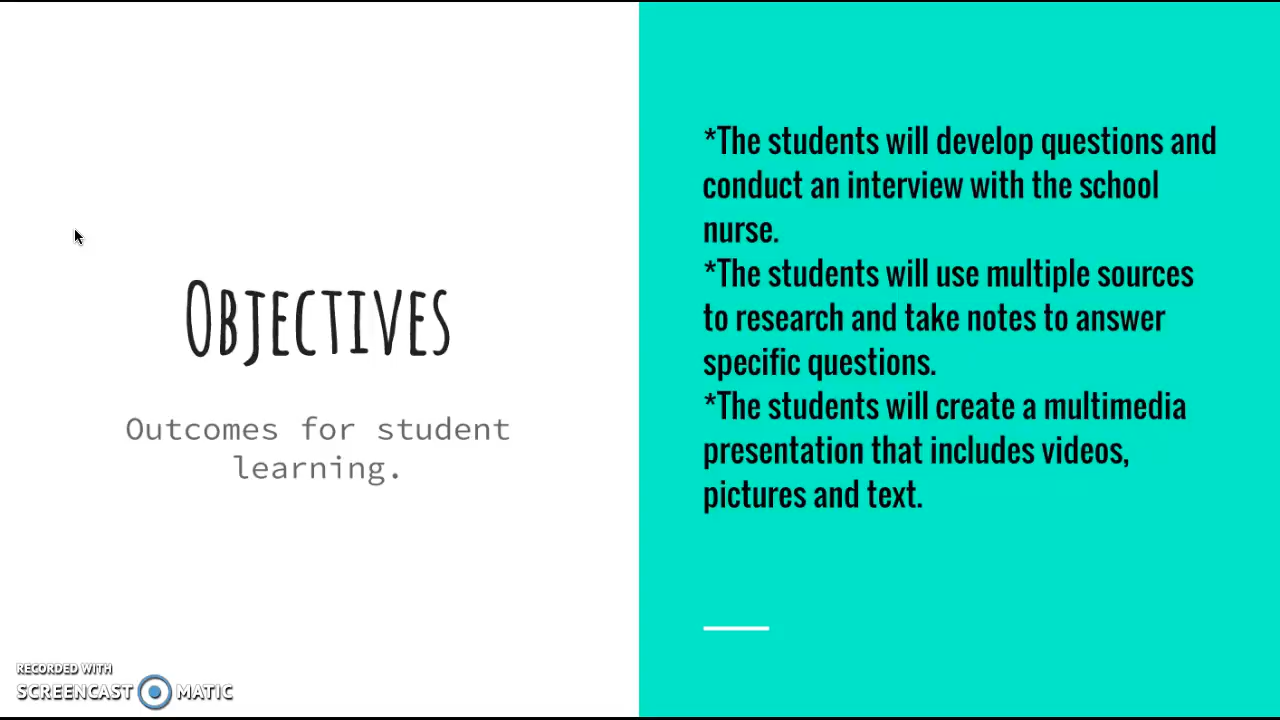 Objectives
Outcomes for student
learning.
*The students will develop questions and
conduct an interview with the school
nurse.
*The students will use multiple sources
to research and take notes to answer
specific questions.
*The students will create a multimedia
presentation that includes videos,
pictures and text.
RECORDED WITH
SCREENCAST MATIC